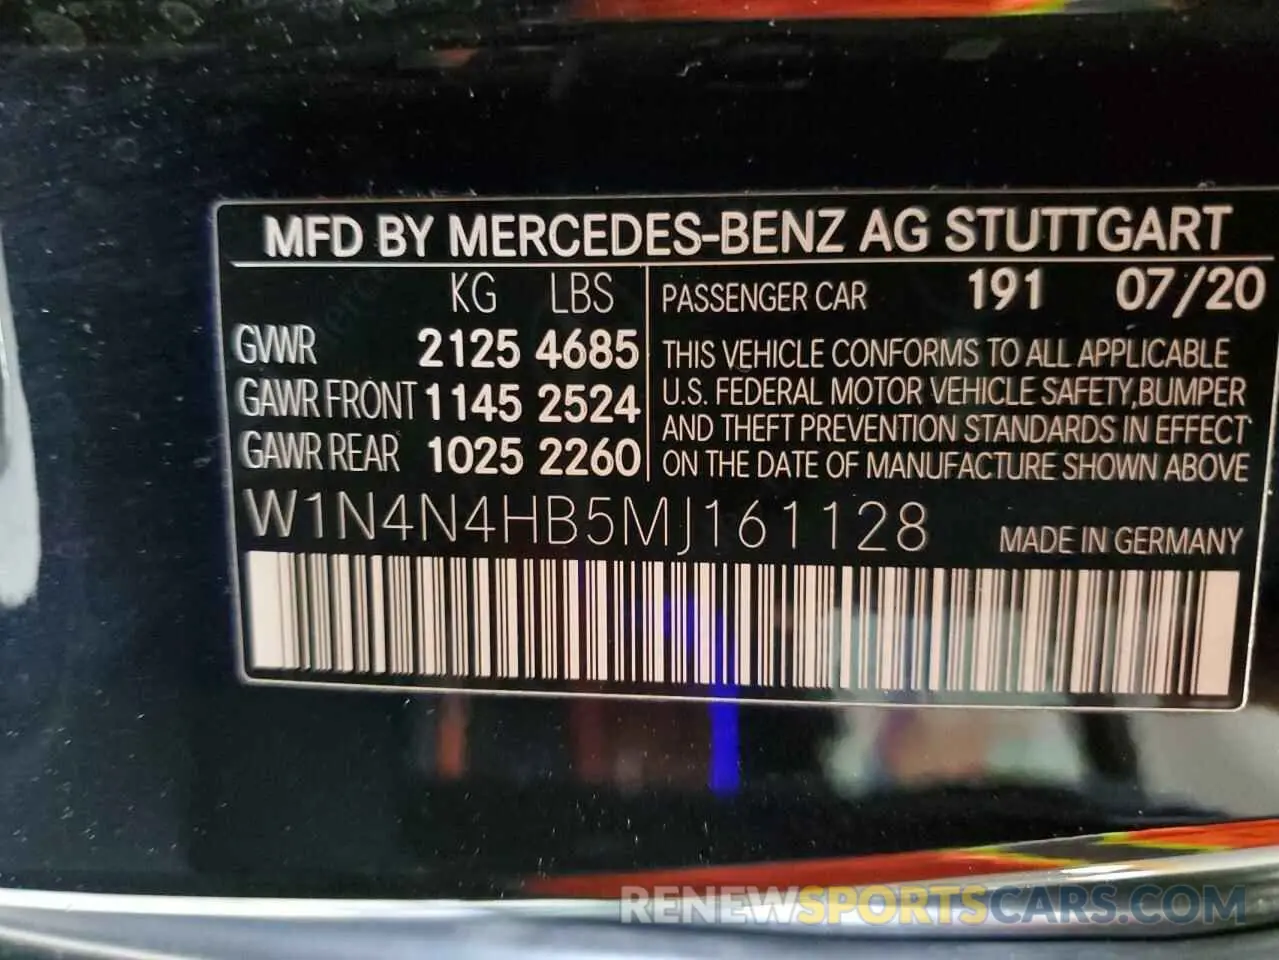 MFD BY MERCEDES-BENZ AG STUTTGART
KG LBS
GVWR 2125 4685
GAWR FRONT 1145 2524
GAWR REAR 1025 2260
PASSENGER CAR 191 07/20
THIS VEHICLE CONFORMS TO ALL APPLICABLE
U.S. FEDERAL MOTOR VEHICLE SAFETY,BUMPER
AND THEFT PREVENTION STANDARDS IN EFFECT
ON THE DATE OF MANUFACTURE SHOWN ABOVE
W1N4N4HB5MJ161128
MADE IN GERMANY
RENEWSPORTSCARS.COM